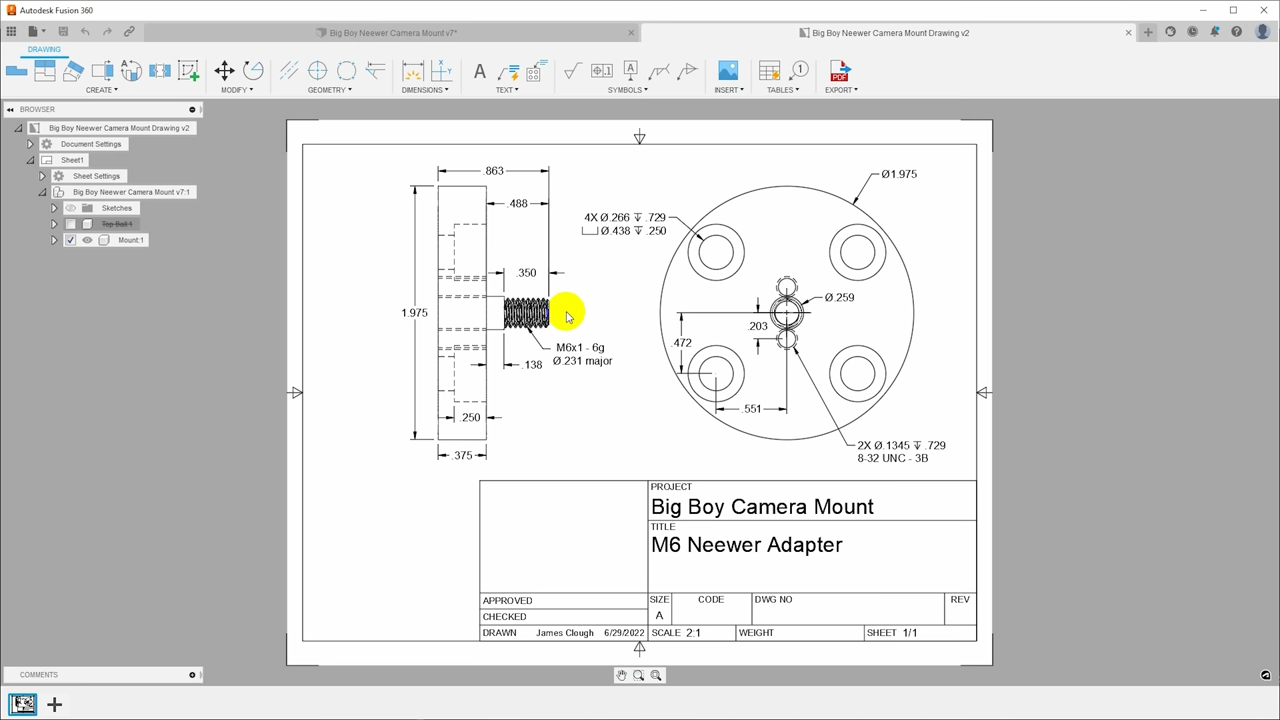 Autodesk Fusion 360
Big Boy Neewer Camera Mount v7*
Big Boy Neewer Camera Mount Drawing v2
DRAWING
CREATE
MODIFY
GEOMETRY
DIMENSIONS
TEXT
SYMBOLS
INSERT
TABLES
EXPORT
PDF
BROWSER
Big Boy Neewer Camera Mount Drawing v2
Document Settings
Sheet1
Sheet Settings
Big Boy Neewer Camera Mount v7:1
Sketches
Top Bolt:1
Mount:1
.863
.488
.350
1.975
M6x1 - 6g
Ø.231 major
.138
.250
.375
Ø1.975
4X Ø.266 ↧ .729
⌴ Ø.438 ↧ .250
Ø.259
.203
.472
.551
2X Ø.1345 ↧ .729
8-32 UNC - 3B
PROJECT
Big Boy Camera Mount
TITLE
M6 Neewer Adapter
APPROVED
CHECKED
DRAWN James Clough 6/29/2022
SIZE
A
CODE
DWG NO
REV
SCALE 2:1
WEIGHT
SHEET 1/1
COMMENTS